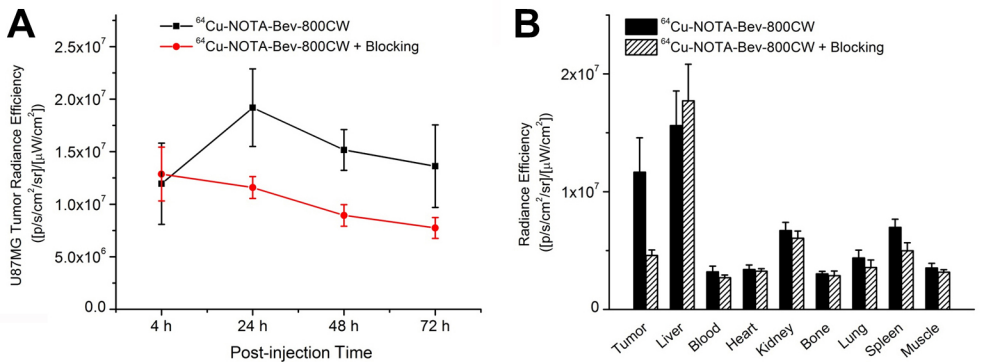 A
⁶⁴Cu-NOTA-Bev-800CW
⁶⁴Cu-NOTA-Bev-800CW + Blocking
U87MG Tumor Radiance Efficiency
([p/s/cm²/sr]/[µW/cm²])
2.5x10⁷
2.0x10⁷
1.5x10⁷
1.0x10⁷
5.0x10⁶
0.0
4 h 24 h 48 h 72 h
Post-injection Time
B
⁶⁴Cu-NOTA-Bev-800CW
⁶⁴Cu-NOTA-Bev-800CW + Blocking
Radiance Efficiency
([p/s/cm²/sr]/[µW/cm²])
2x10⁷
1x10⁷
0
Tumor Liver Blood Heart Kidney Bone Lung Spleen Muscle